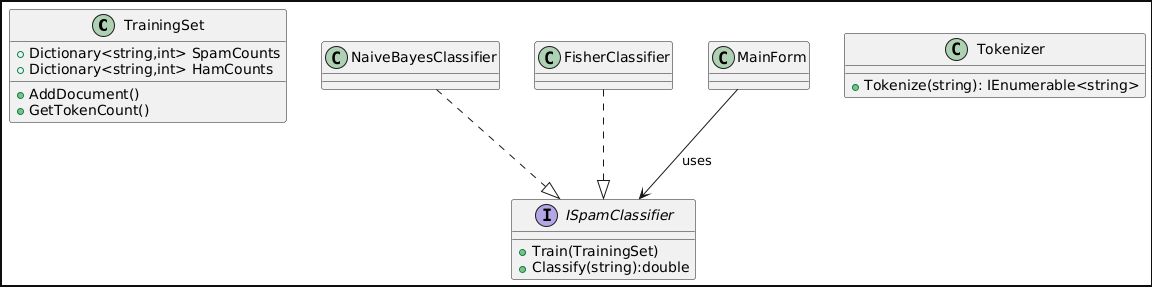 C TrainingSet
Dictionary<string,int> SpamCounts
Dictionary<string,int> HamCounts
AddDocument()
GetTokenCount()
C NaiveBayesClassifier
C FisherClassifier
C MainForm
C Tokenizer
Tokenize(string): IEnumerable<string>
uses
I ISpamClassifier
Train(TrainingSet)
Classify(string):double